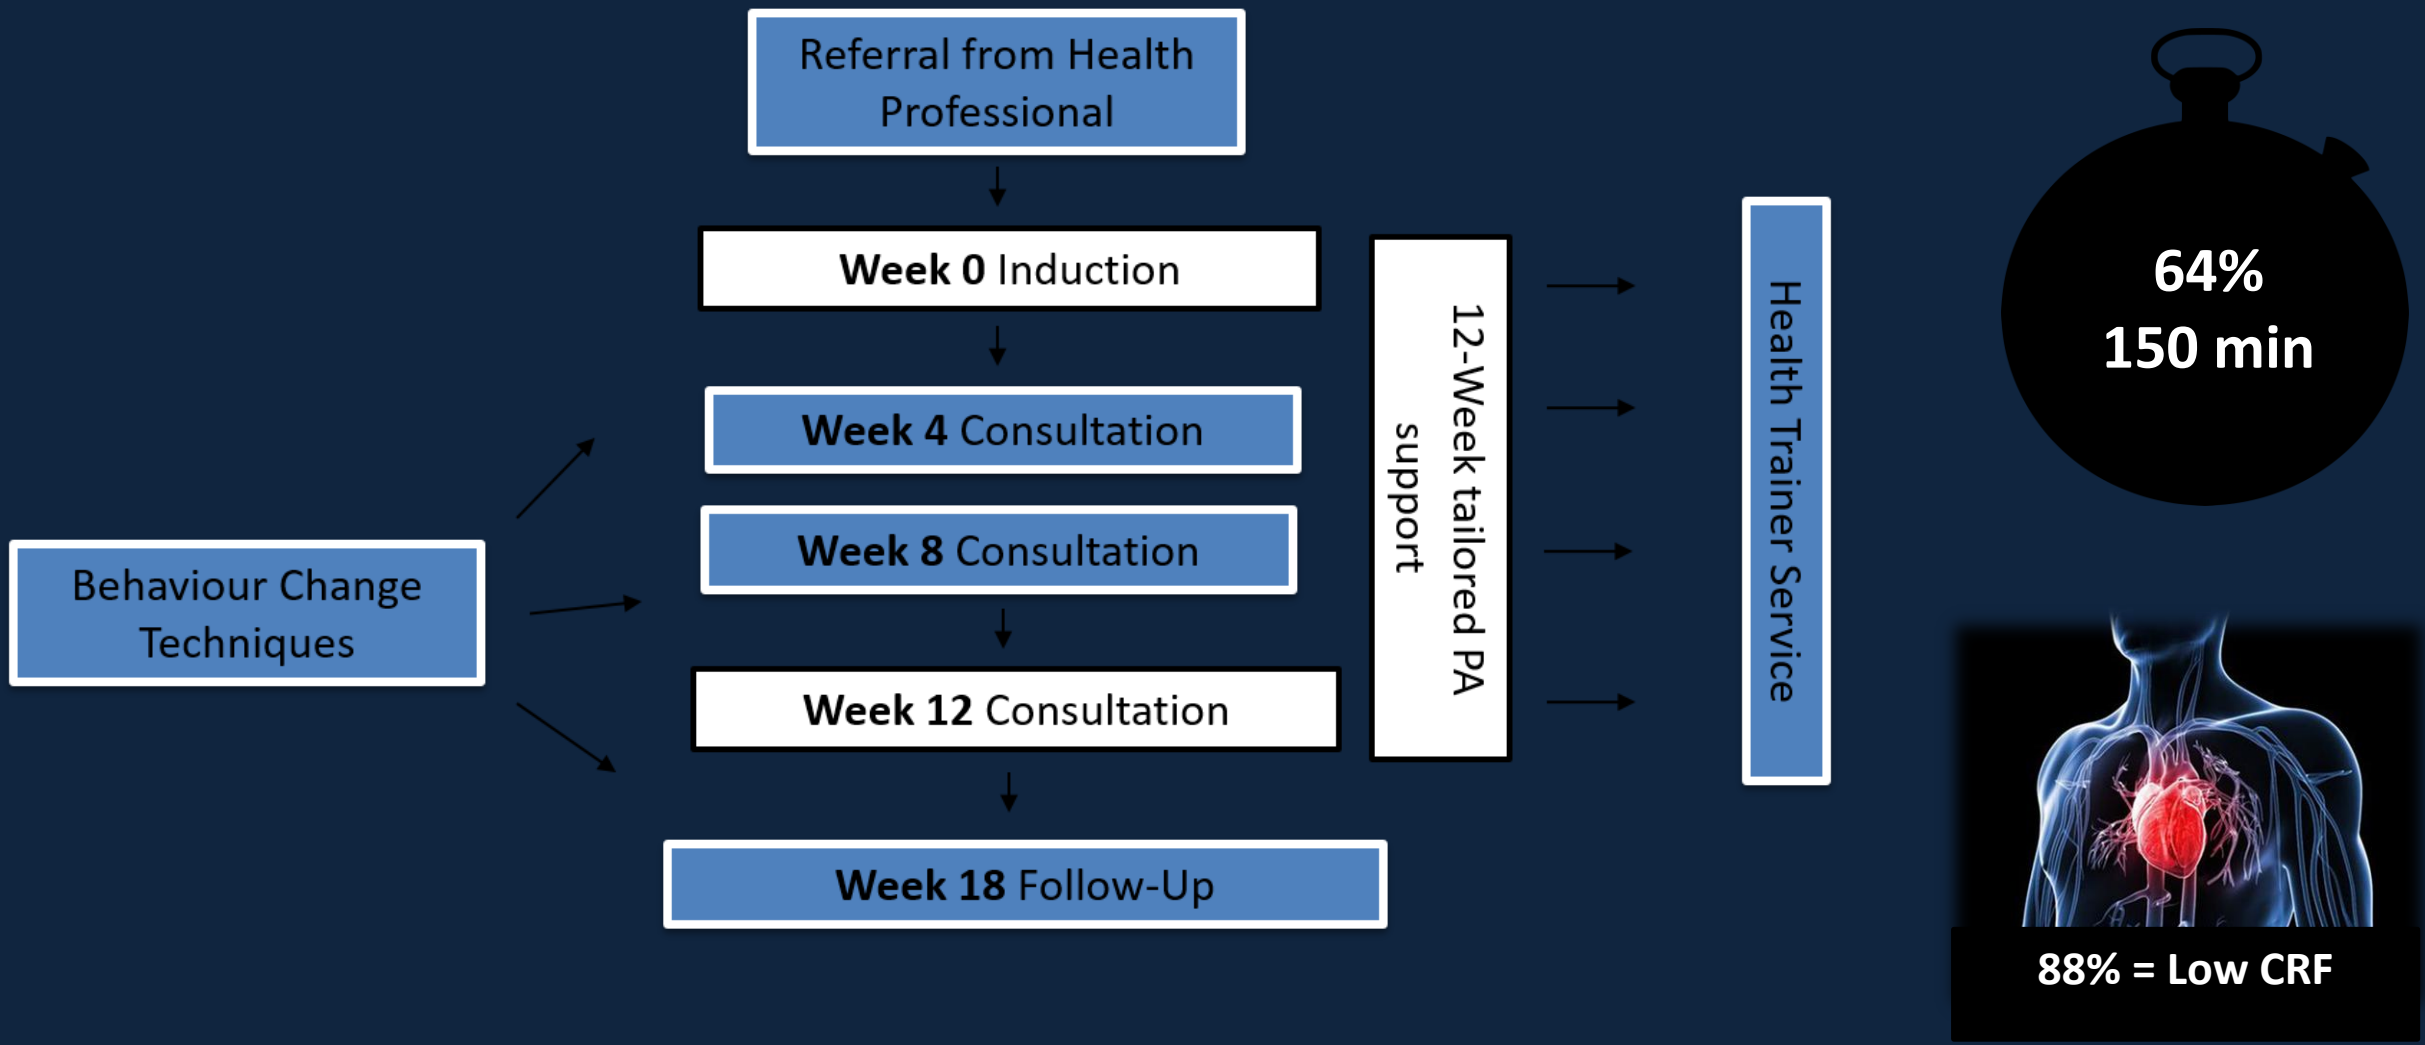 Referral from Health
Professional
Week 0 Induction
Week 4 Consultation
Week 8 Consultation
Week 12 Consultation
Week 18 Follow-Up
Behaviour Change
Techniques
12-Week tailored PA
support
Health Trainer Service
64%
150 min
88% = Low CRF